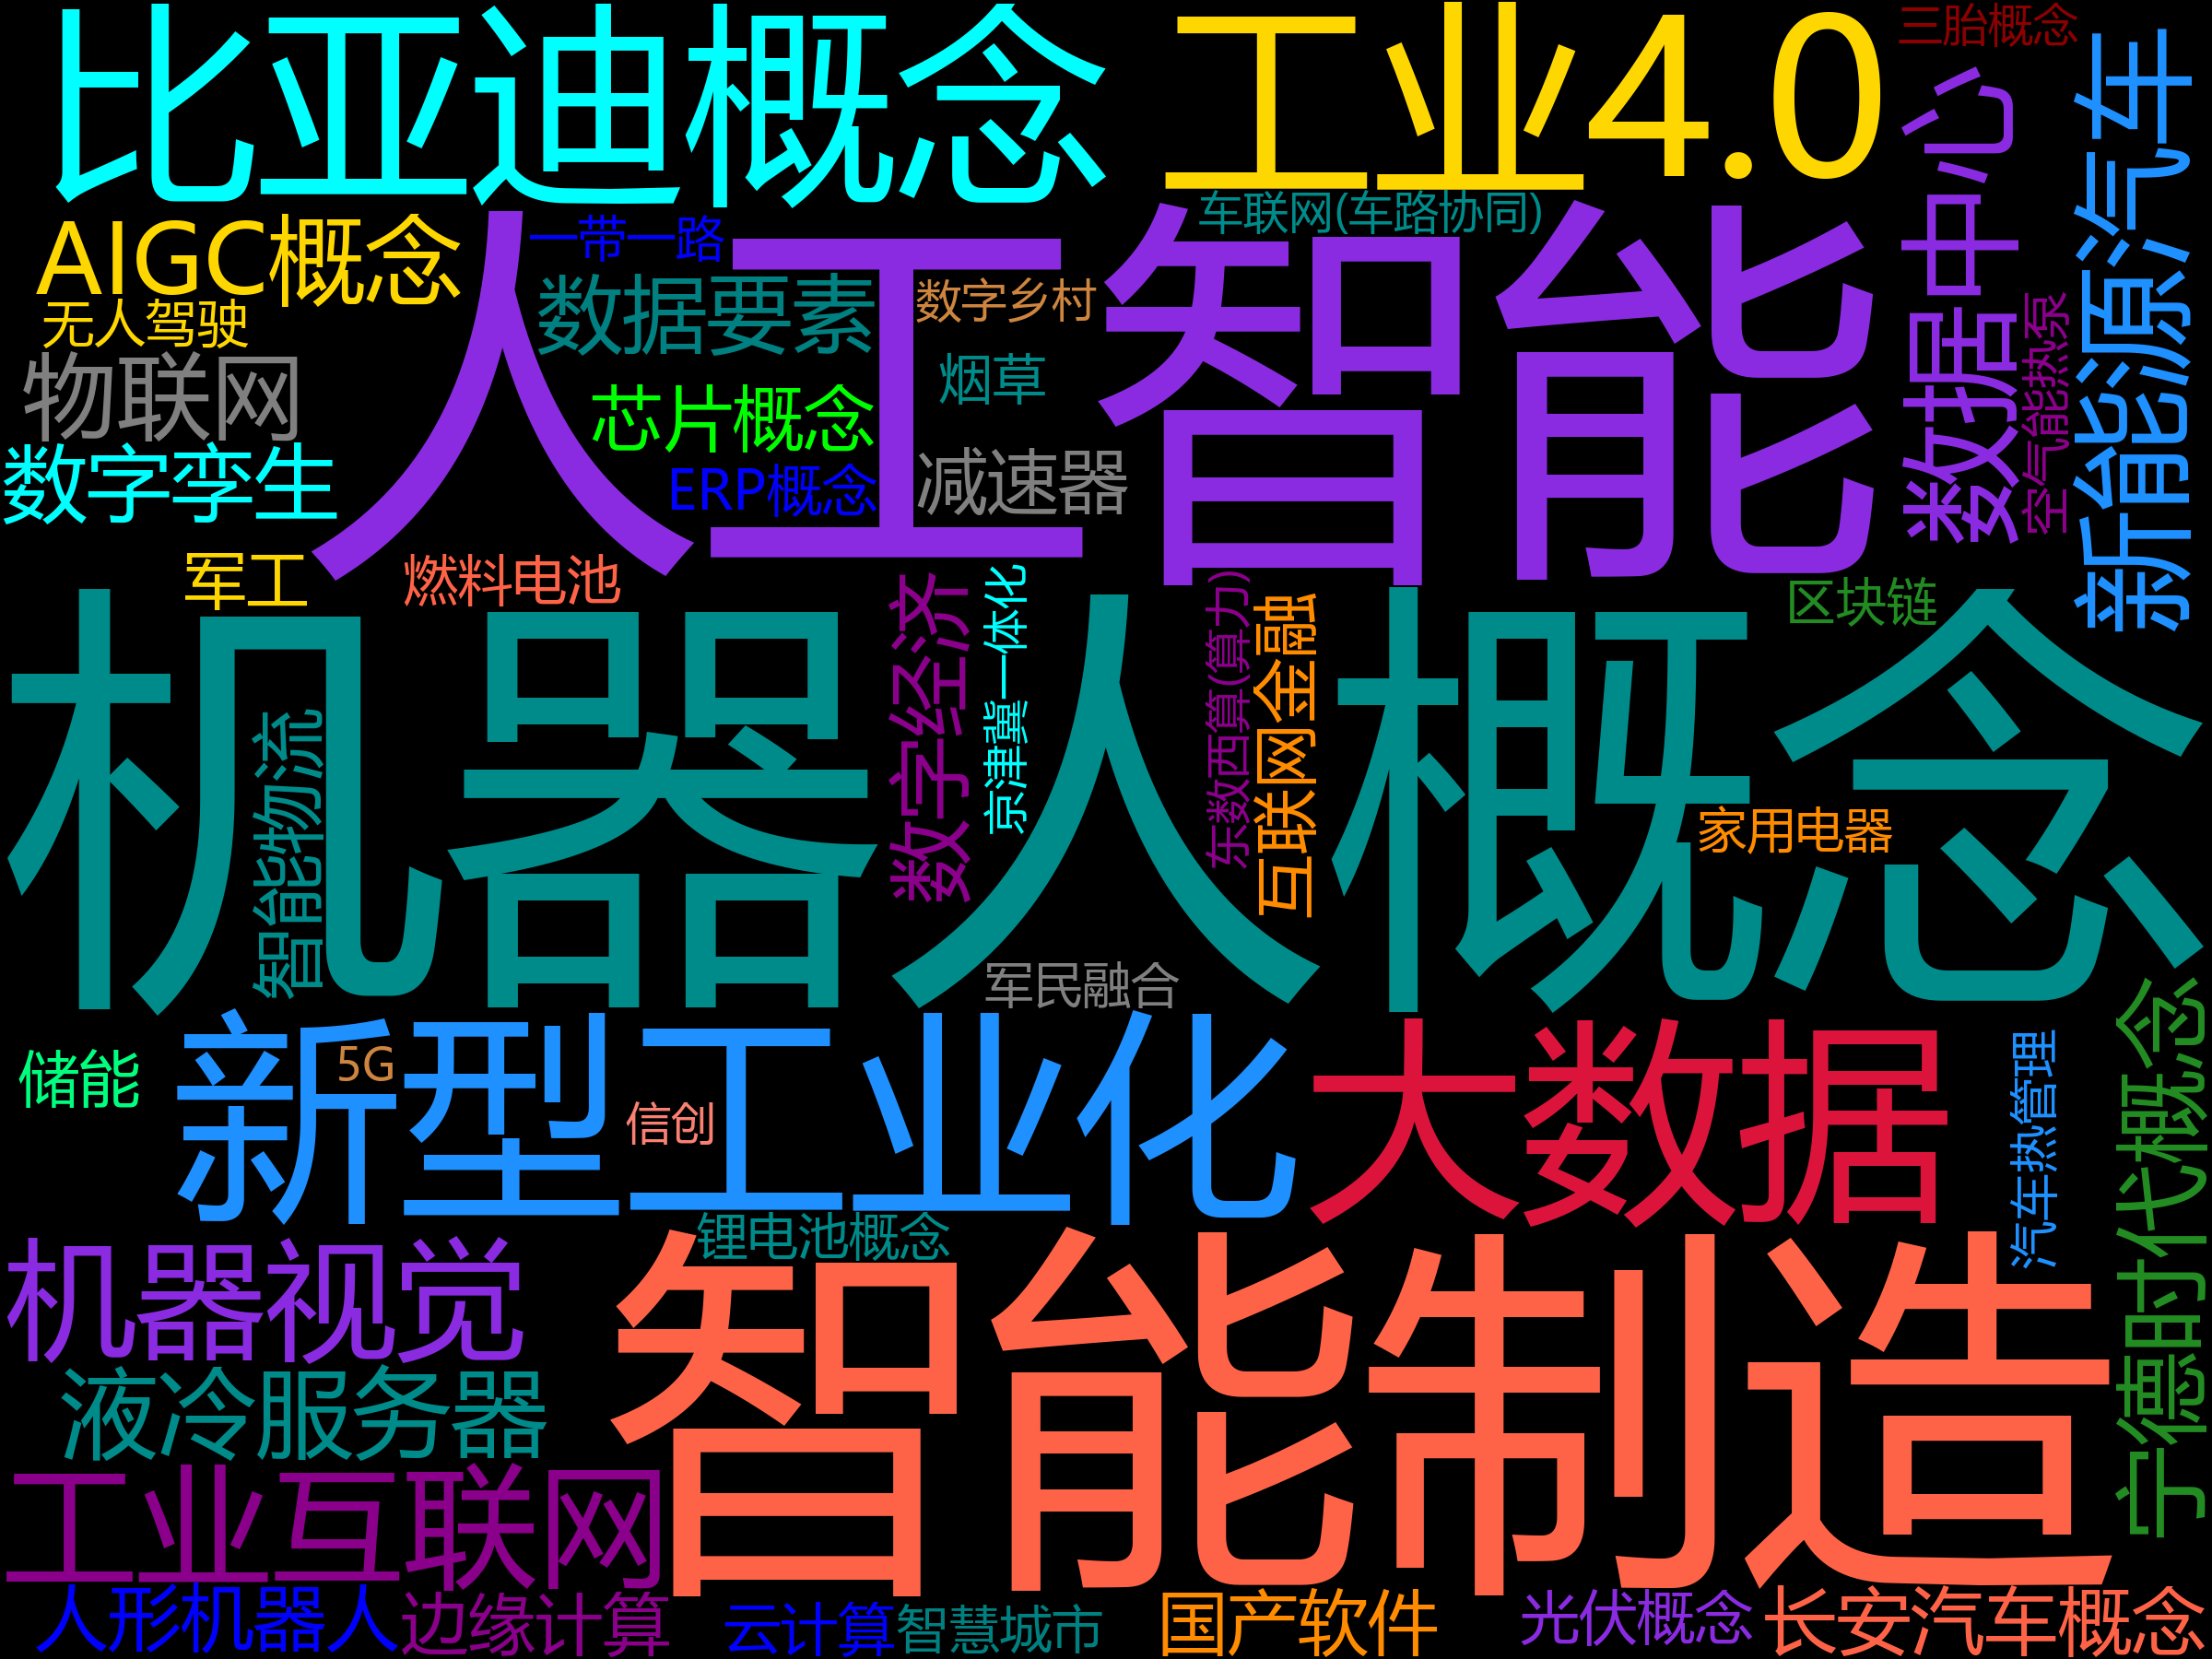 比亚迪概念
工业4.0
三胎概念
新能源汽车
数据中心
空气能热泵
车联网(车路协同)
AIGC概念
一带一路
人工智能
数据要素
数字乡村
无人驾驶
物联网
烟草
芯片概念
数字孪生
ERP概念
减速器
军工
燃料电池
区块链
机器人概念
数字经济
京津冀一体化
东数西算(算力)
互联网金融
智能物流
家用电器
军民融合
新型工业化
大数据
储能
5G
信创
汽车热管理
宁德时代概念
锂电池概念
机器视觉
智能制造
液冷服务器
工业互联网
人形机器人
边缘计算
云计算
智慧城市
国产软件
光伏概念
长安汽车概念